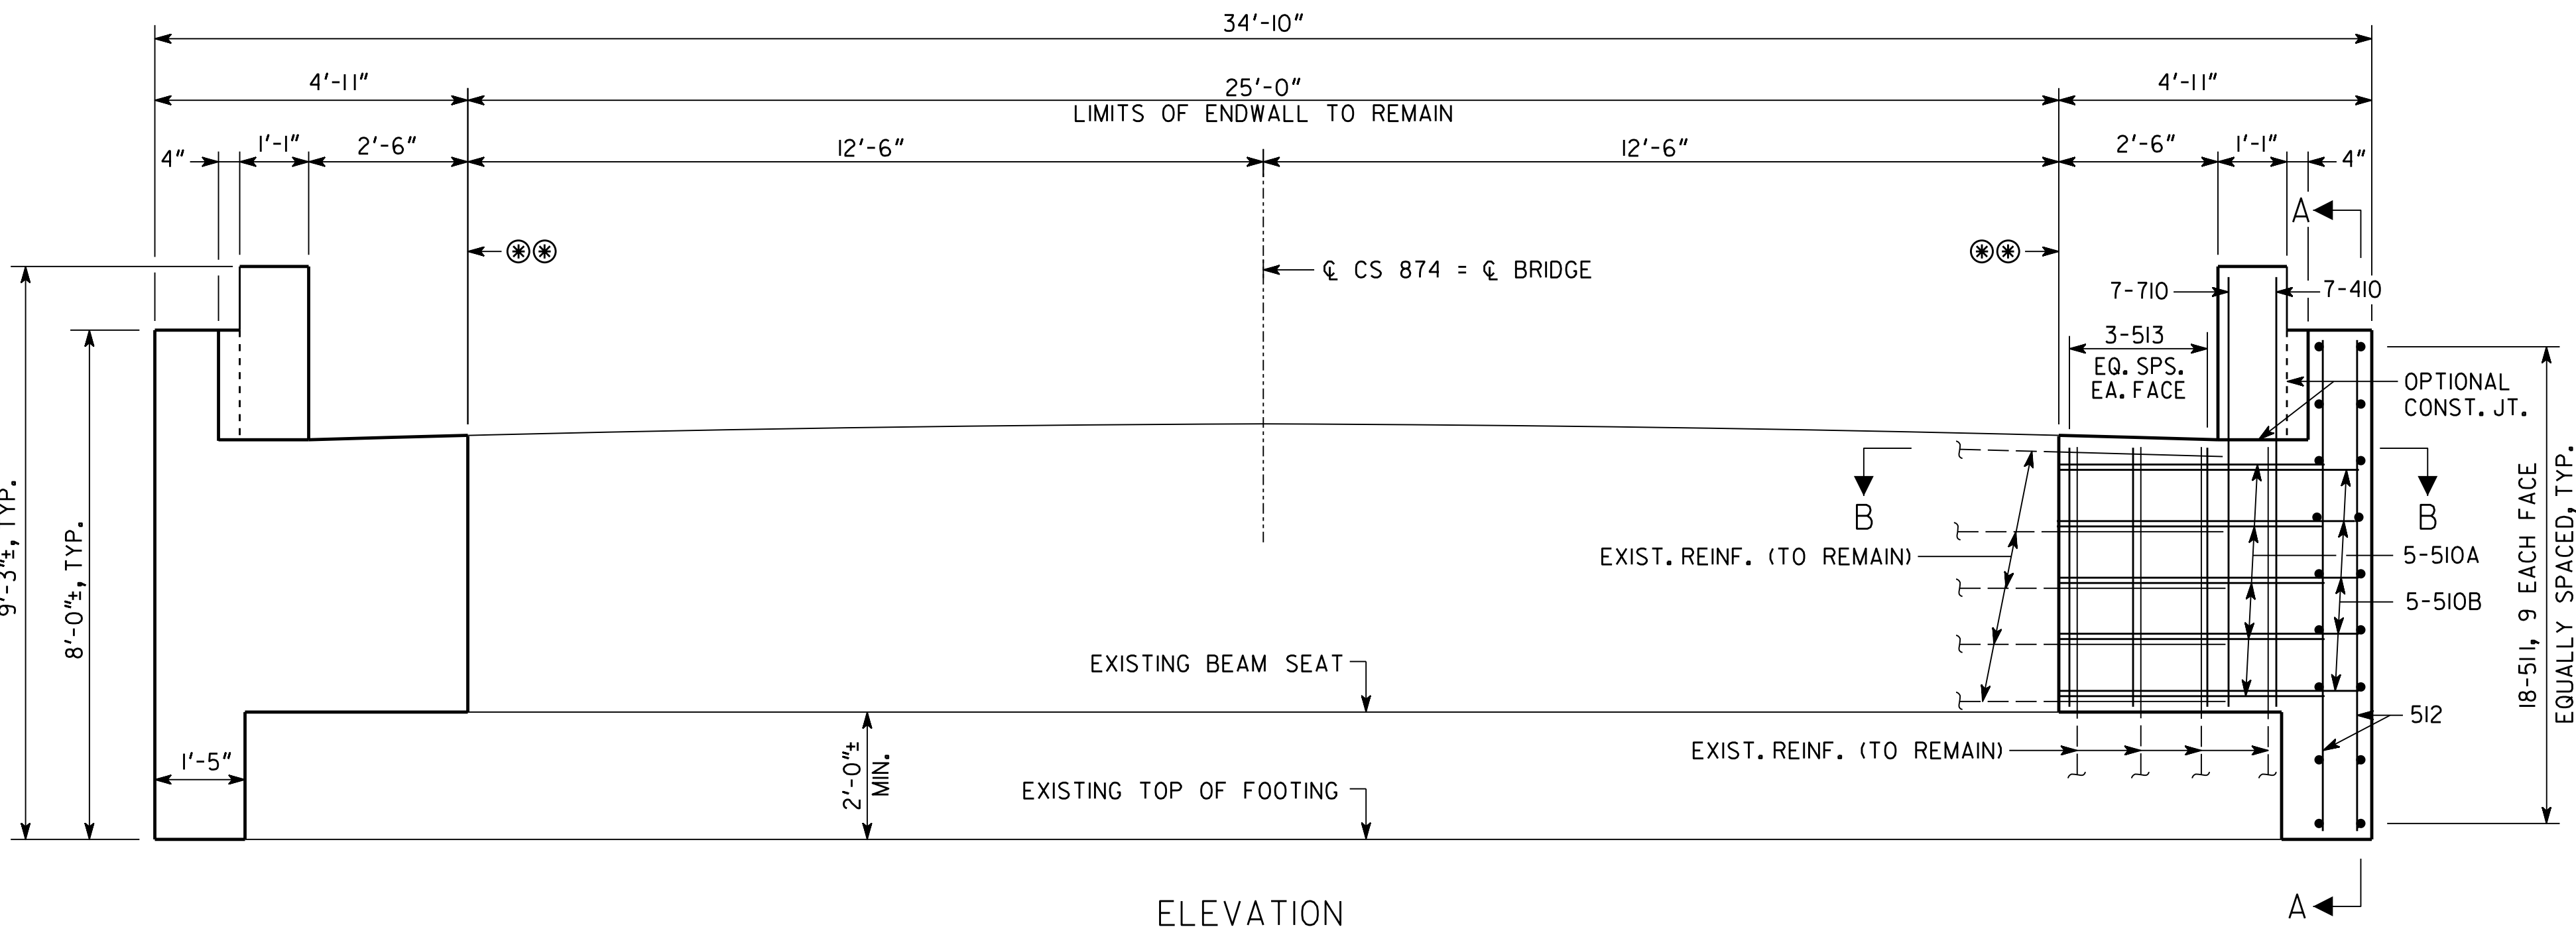 34'-10"
4'-11"
25'-0"
4'-11"
LIMITS OF ENDWALL TO REMAIN
4"
1'-1"
2'-6"
12'-6"
12'-6"
2'-6"
1'-1"
4"
A
⊛⊛
⊛⊛
℄ CS 874 = ℄ BRIDGE
7-710
7-410
3-513
EQ. SPS.
EA. FACE
OPTIONAL
CONST. JT.
9'-3"±, TYP.
8'-0"±, TYP.
B
B
EXIST. REINF. (TO REMAIN)
5-510A
5-510B
18-511, 9 EACH FACE
EQUALLY SPACED, TYP.
EXISTING BEAM SEAT
512
EXIST. REINF. (TO REMAIN)
1'-5"
2'-0"±
MIN.
EXISTING TOP OF FOOTING
A
ELEVATION